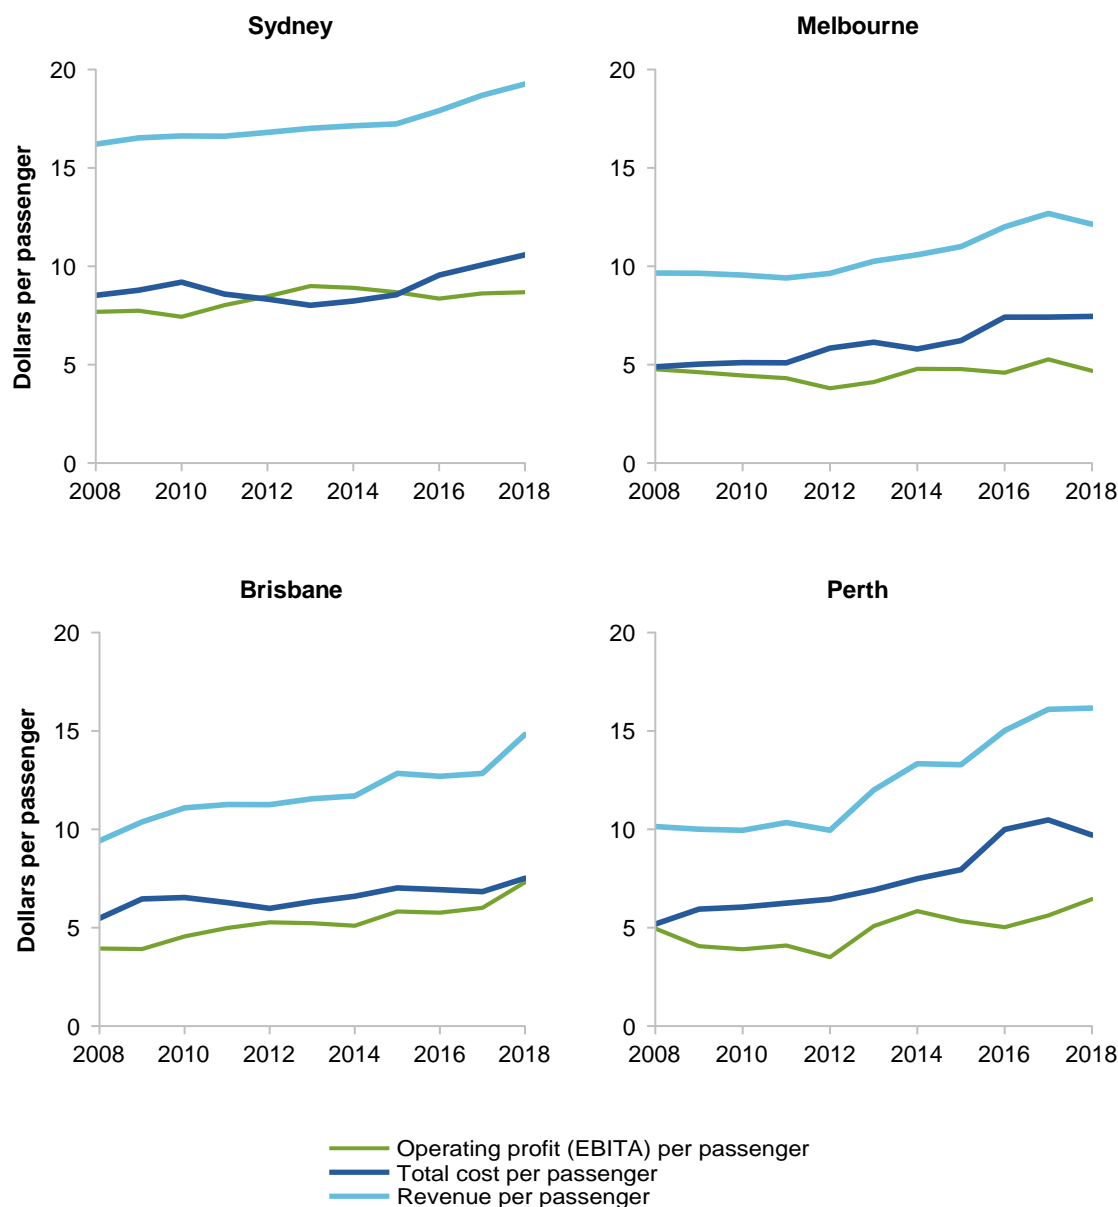 Sydney
Melbourne
Dollars per passenger
20
15
10
5
0
2008 2010 2012 2014 2016 2018
20
15
10
5
0
2008 2010 2012 2014 2016 2018
Brisbane
Perth
Dollars per passenger
20
15
10
5
0
2008 2010 2012 2014 2016 2018
20
15
10
5
0
2008 2010 2012 2014 2016 2018
Operating profit (EBITA) per passenger
Total cost per passenger
Revenue per passenger